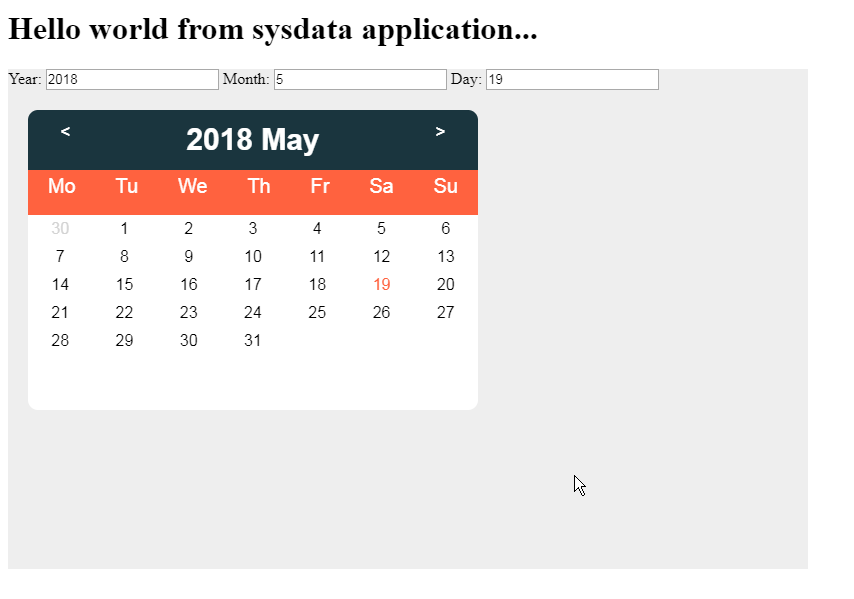 Hello world from sysdata application...
Year: 2018 Month: 5 Day: 19
< 2018 May >
Mo Tu We Th Fr Sa Su
30 1 2 3 4 5 6
7 8 9 10 11 12 13
14 15 16 17 18 19 20
21 22 23 24 25 26 27
28 29 30 31